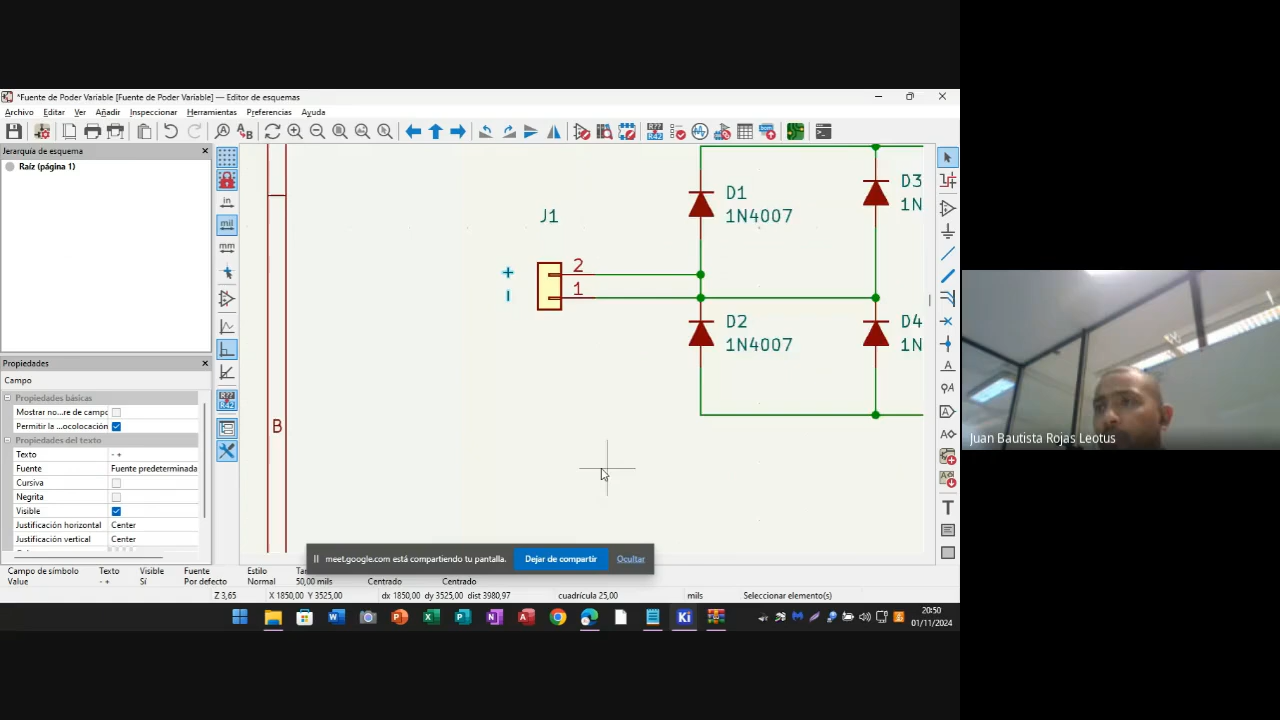 *Fuente de Poder Variable [Fuente de Poder Variable] — Editor de esquemas
Archivo Editar Ver Añadir Inspeccionar Herramientas Preferencias Ayuda
Jerarquía de esquema
Raíz (página 1)
in
mil
mm
Propiedades
Campo
Propiedades básicas
Mostrar no...re de campo
Permitir la ...ocolocación
Propiedades del texto
Texto - +
Fuente Fuente predeterminada
Cursiva
Negrita
Visible
Justificación horizontal Center
Justificación vertical Center
B
J1
+
-
2
1
D1
1N4007
D3
1N
D2
1N4007
D4
1N
meet.google.com está compartiendo tu pantalla. Dejar de compartir Ocultar
Campo de símbolo Texto Visible Fuente Estilo
Value - + Sí Por defecto Normal 50,00 mils Centrado Centrado
Z 3,65 X 1850,00 Y 3525,00 dx 1850,00 dy 3525,00 dist 3980,97 cuadrícula 25,00 mils Seleccionar elemento(s)
20:50
01/11/2024
Juan Bautista Rojas Leotus